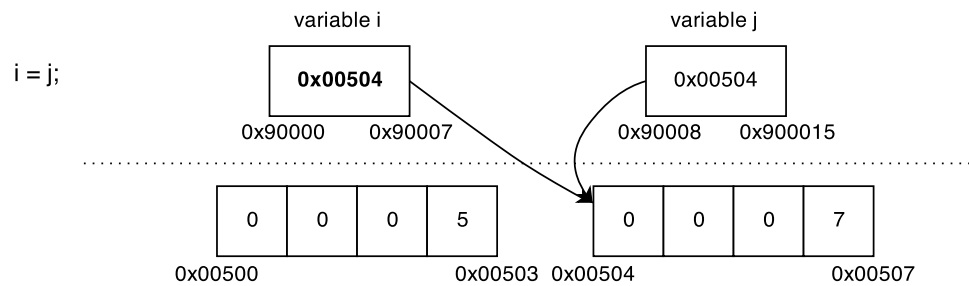 variable i variable j
i = j;
0x00504 0x00504
0x90000 0x90007 0x90008 0x900015
0 0 0 5 0 0 0 7
0x00500 0x00503 0x00504 0x00507